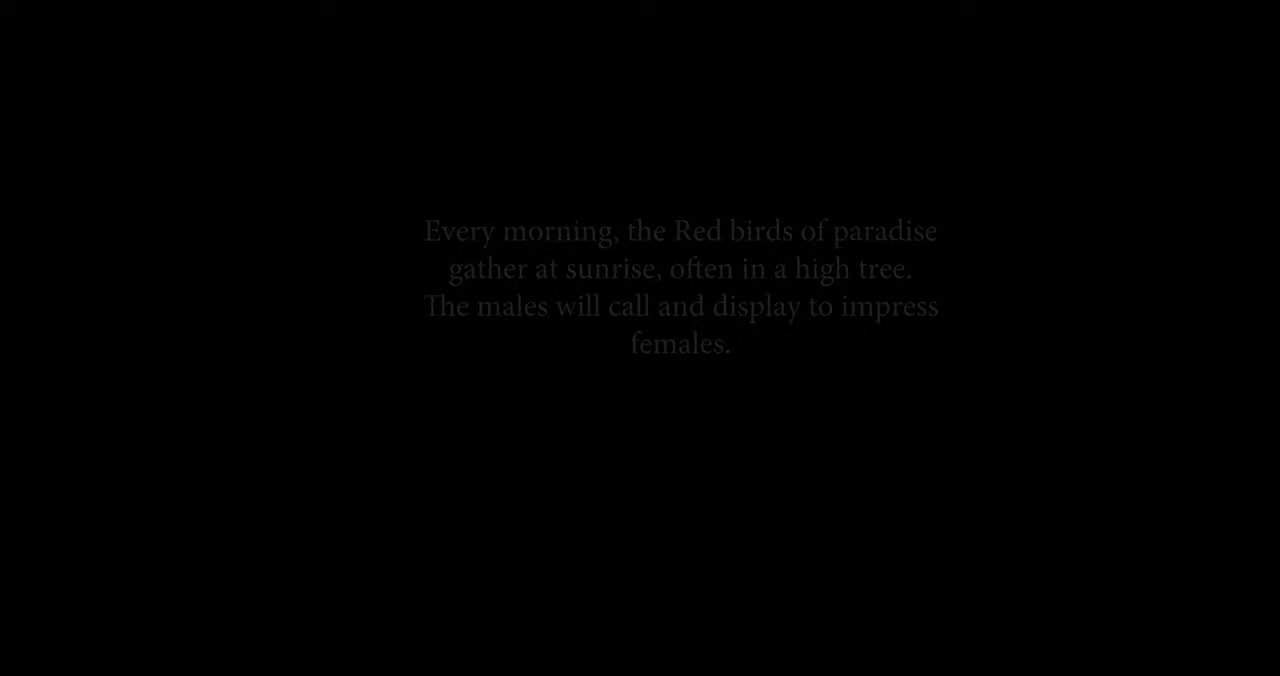 Every morning, the Red birds of paradise
gather at sunrise, often in a high tree.
The males will call and display to impress
females.